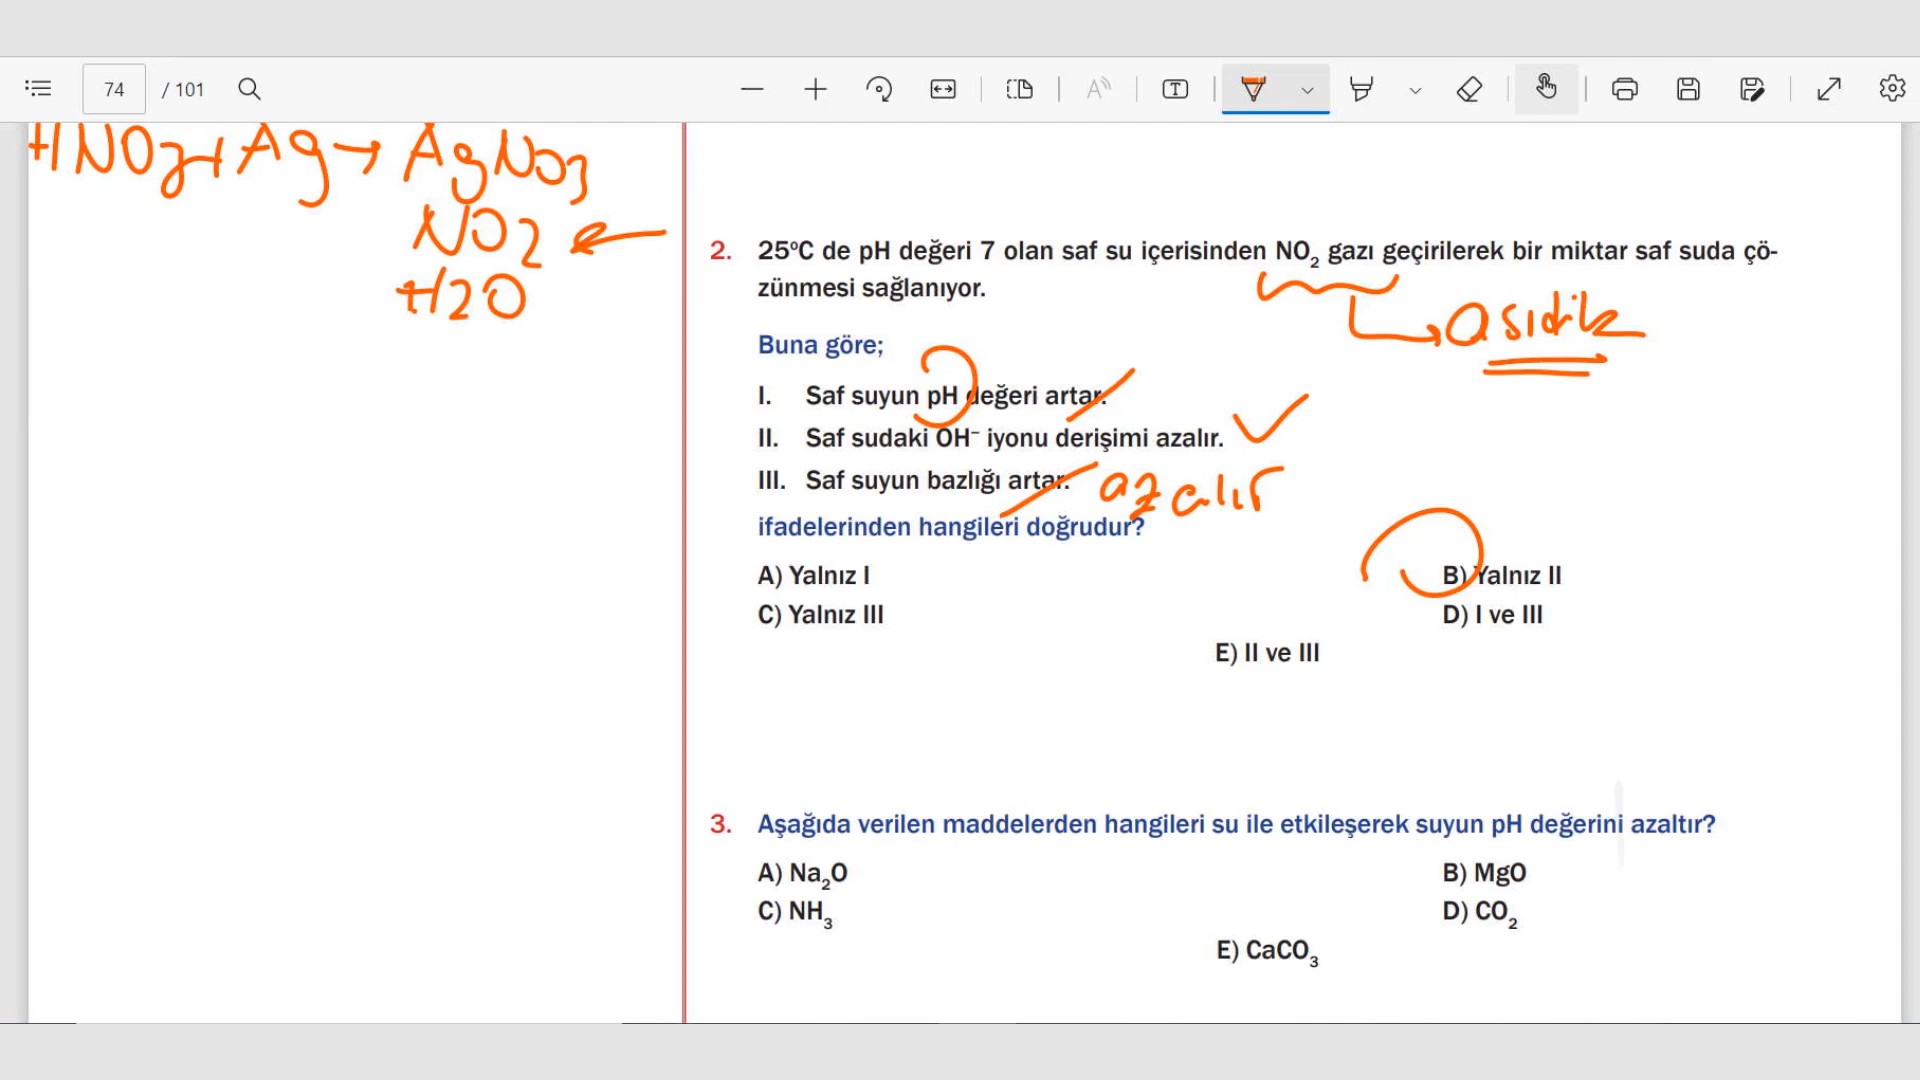 74 / 101
HNO3+Ag→ AgNO3
NO2 ←
H2O
2. 25°C de pH değeri 7 olan saf su içerisinden NO2 gazı geçirilerek bir miktar saf suda çö-
zünmesi sağlanıyor.
asidik
Buna göre;
I. Saf suyun pH değeri artar.
II. Saf sudaki OH⁻ iyonu derişimi azalır.
III. Saf suyun bazlığı artar. azalır
ifadelerinden hangileri doğrudur?
A) Yalnız I B) Yalnız II
C) Yalnız III D) I ve III
E) II ve III
3. Aşağıda verilen maddelerden hangileri su ile etkileşerek suyun pH değerini azaltır?
A) Na2O B) MgO
C) NH3 D) CO2
E) CaCO3